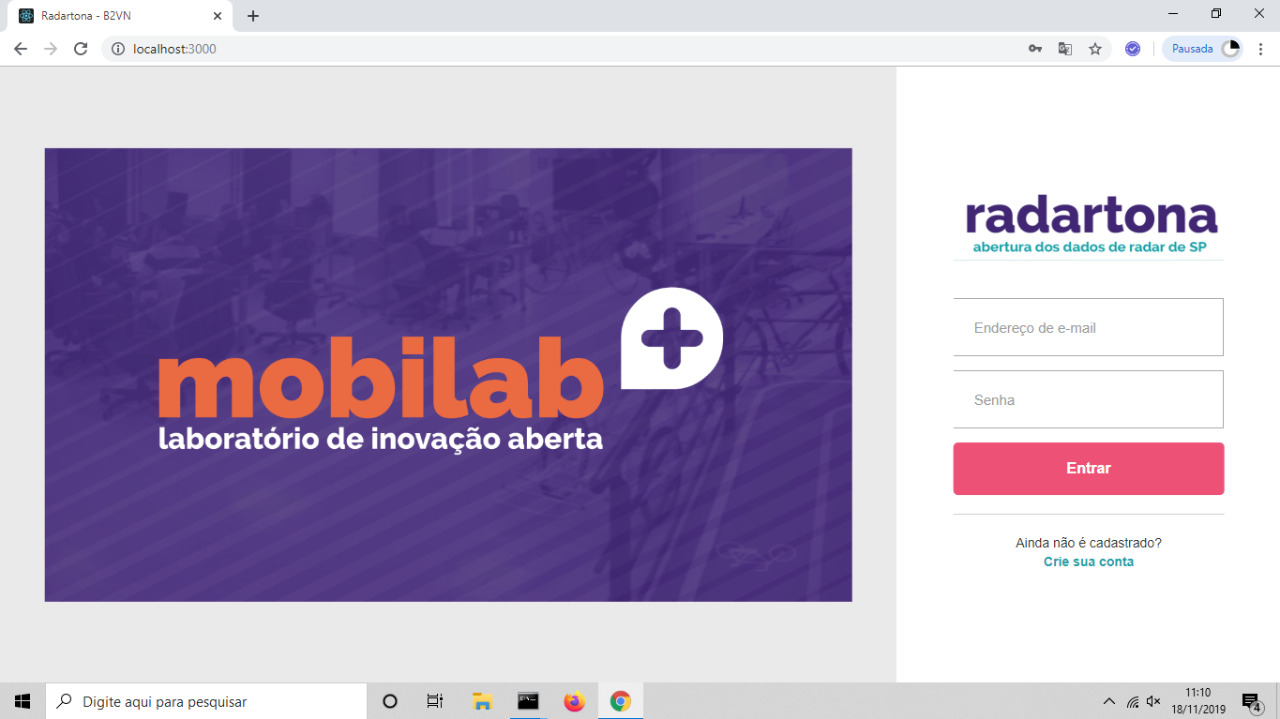 Radartona - B2VN
localhost:3000
Pausada
mobilab
laboratório de inovação aberta
radartona
abertura dos dados de radar de SP
Endereço de e-mail
Senha
Entrar
Ainda não é cadastrado?
Crie sua conta
Digite aqui para pesquisar
11:10
18/11/2019
4